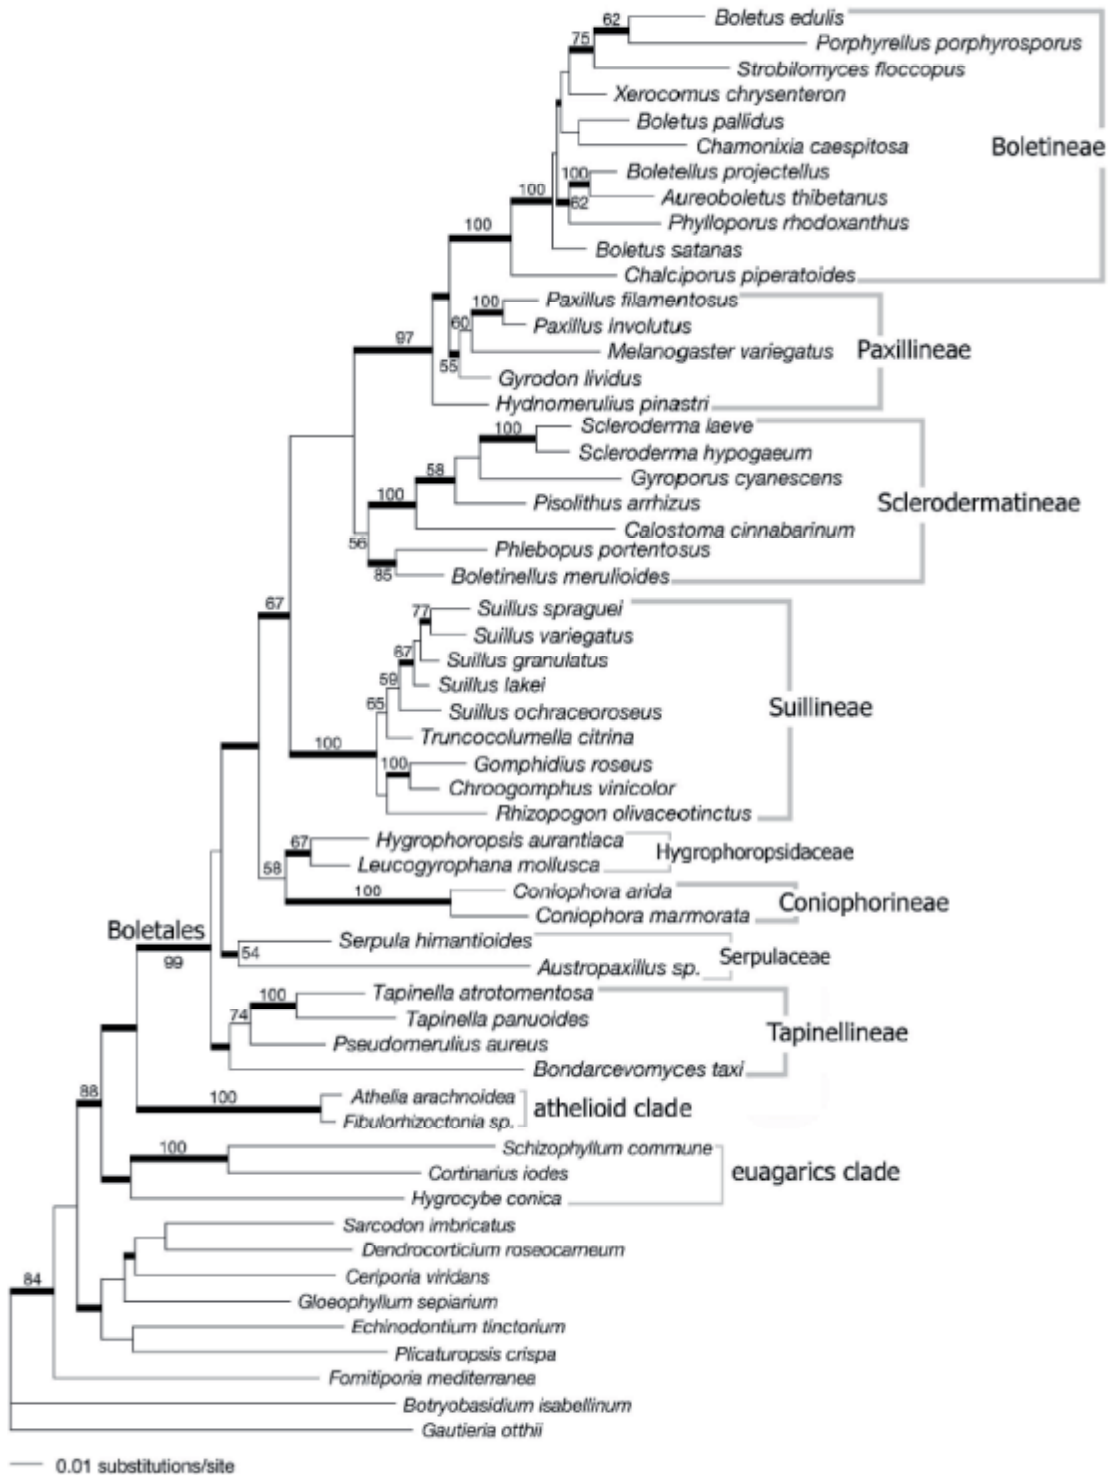 62
Boletus edulis
75
Porphyrellus porphyrosporus
Strobilomyces floccopus
Xerocomus chrysenteron
Boletus pallidus
Chamonixia caespitosa
Boletineae
100
Boletellus projectellus
100
Aureoboletus thibetanus
62
Phylloporus rhodoxanthus
100
Boletus satanas
Chalciporus piperatoides
100
Paxillus filamentosus
60
Paxillus involutus
97
Melanogaster variegatus
Paxillineae
55
Gyrodon lividus
Hydnomerulius pinastri
100
Scleroderma laeve
Scleroderma hypogaeum
58
Gyroporus cyanescens
100
Pisolithus arrhizus
Sclerodermatineae
Calostoma cinnabarinum
56
Phlebopus portentosus
85
Boletinellus merulioides
67
77
Suillus spraguei
Suillus variegatus
67
Suillus granulatus
59
Suillus lakei
65
Suillus ochraceoroseus
Suillineae
100
Truncocolumella citrina
100
Gomphidius roseus
Chroogomphus vinicolor
Rhizopogon olivaceotinctus
67
Hygrophoropsis aurantiaca
Hygrophoropsidaceae
58
Leucogyrophana mollusca
100
Coniophora arida
Coniophorineae
Coniophora marmorata
Boletales
99
54
Serpula himantioides
Serpulaceae
Austropaxillus sp.
100
Tapinella atrotomentosa
74
Tapinella panuoides
Tapinellineae
Pseudomerulius aureus
Bondarcevomyces taxi
88
100
Athelia arachnoidea
athelioid clade
Fibulorhizoctonia sp.
100
Schizophyllum commune
Cortinarius iodes
euagarics clade
Hygrocybe conica
Sarcodon imbricatus
Dendrocorticium roseocarneum
84
Ceriporia viridans
Gloeophyllum sepiarium
Echinodontium tinctorium
Plicaturopsis crispa
Fomitiporia mediterranea
Botryobasidium isabellinum
Gautieria otthii
0.01 substitutions/site